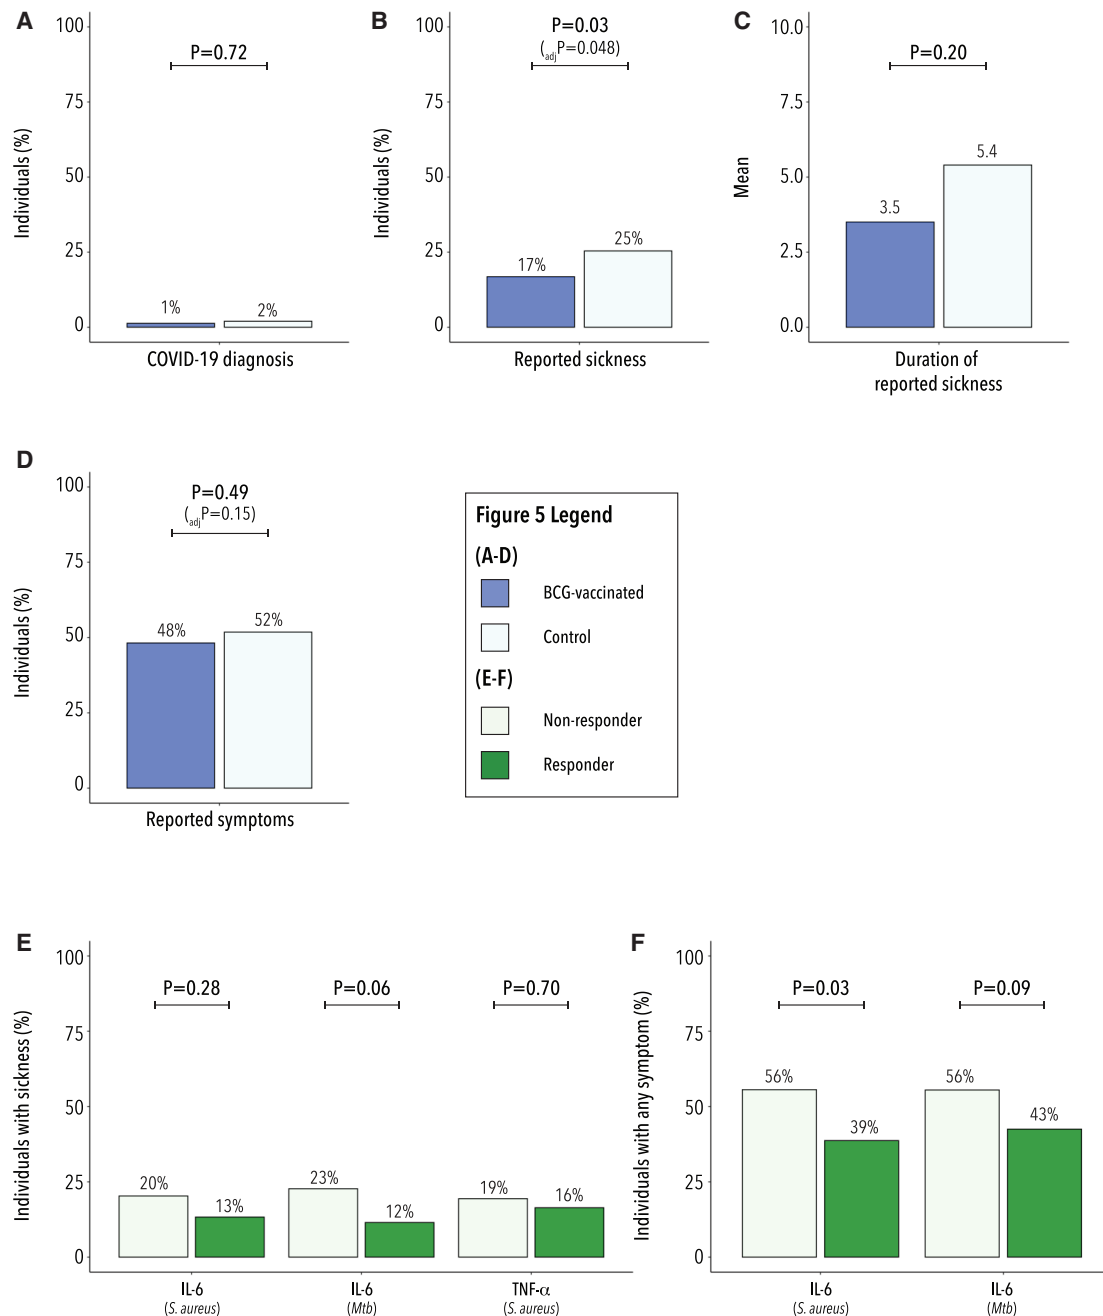 A
100
75
50
25
0
Individuals (%)
P=0.72
1%
2%
COVID-19 diagnosis
B
100
75
50
25
0
Individuals (%)
P=0.03
(adjP=0.048)
17%
25%
Reported sickness
C
10.0
7.5
5.0
2.5
0.0
Mean
P=0.20
3.5
5.4
Duration of
reported sickness
D
100
75
50
25
0
Individuals (%)
P=0.49
(adjP=0.15)
48%
52%
Reported symptoms
Figure 5 Legend
(A-D)
BCG-vaccinated
Control
(E-F)
Non-responder
Responder
E
100
75
50
25
0
Individuals with sickness (%)
P=0.28
P=0.06
P=0.70
20%
13%
23%
12%
19%
16%
IL-6
(S. aureus)
IL-6
(Mtb)
TNF-α
(S. aureus)
F
100
75
50
25
0
Individuals with any symptom (%)
P=0.03
P=0.09
56%
39%
56%
43%
IL-6
(S. aureus)
IL-6
(Mtb)